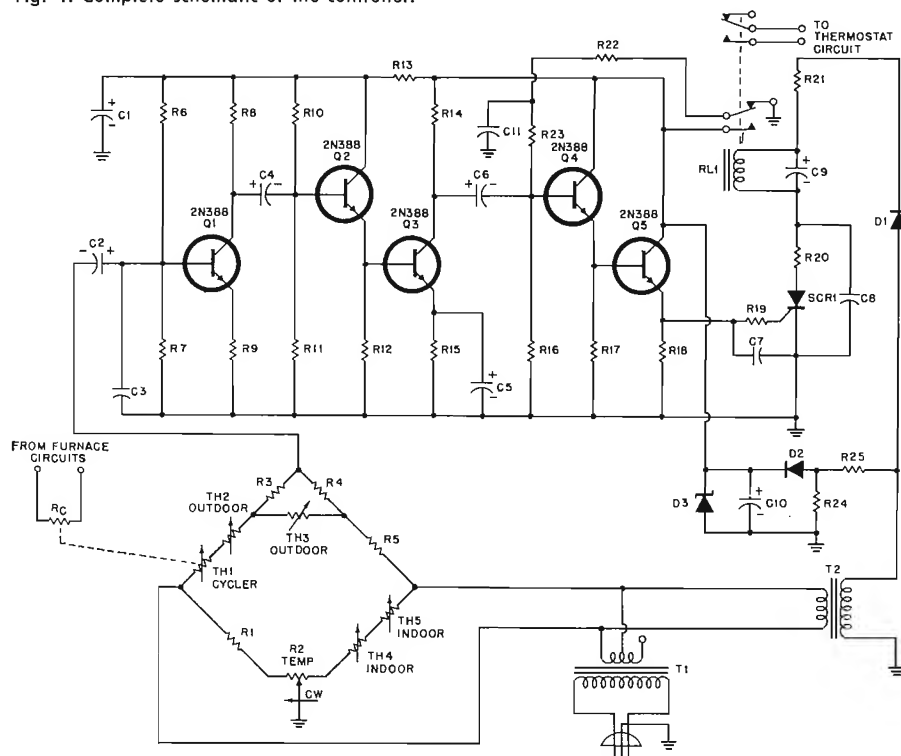 Fig. 1. Complete schematic of the controller.
TO
THERMOSTAT
CIRCUIT
R22
R13
R21
C1
R6
R8
R10
R14
C11
R23
2N388
Q2
2N388
Q4
RL1
C9
C4
C6
D1
2N388
Q1
2N388
Q3
2N388
Q5
C2
R20
SCR1
C8
R19
C7
R7
R9
R11
R12
R15
R16
R17
R18
C3
C5
FROM FURNACE
CIRCUITS
RC
TH2
OUTDOOR
R3
R4
TH3
OUTDOOR
R5
TH1
CYCLER
D2
R25
D3
C10
R24
T2
R1
R2
TEMP
CW
TH5
INDOOR
TH4
INDOOR
T1